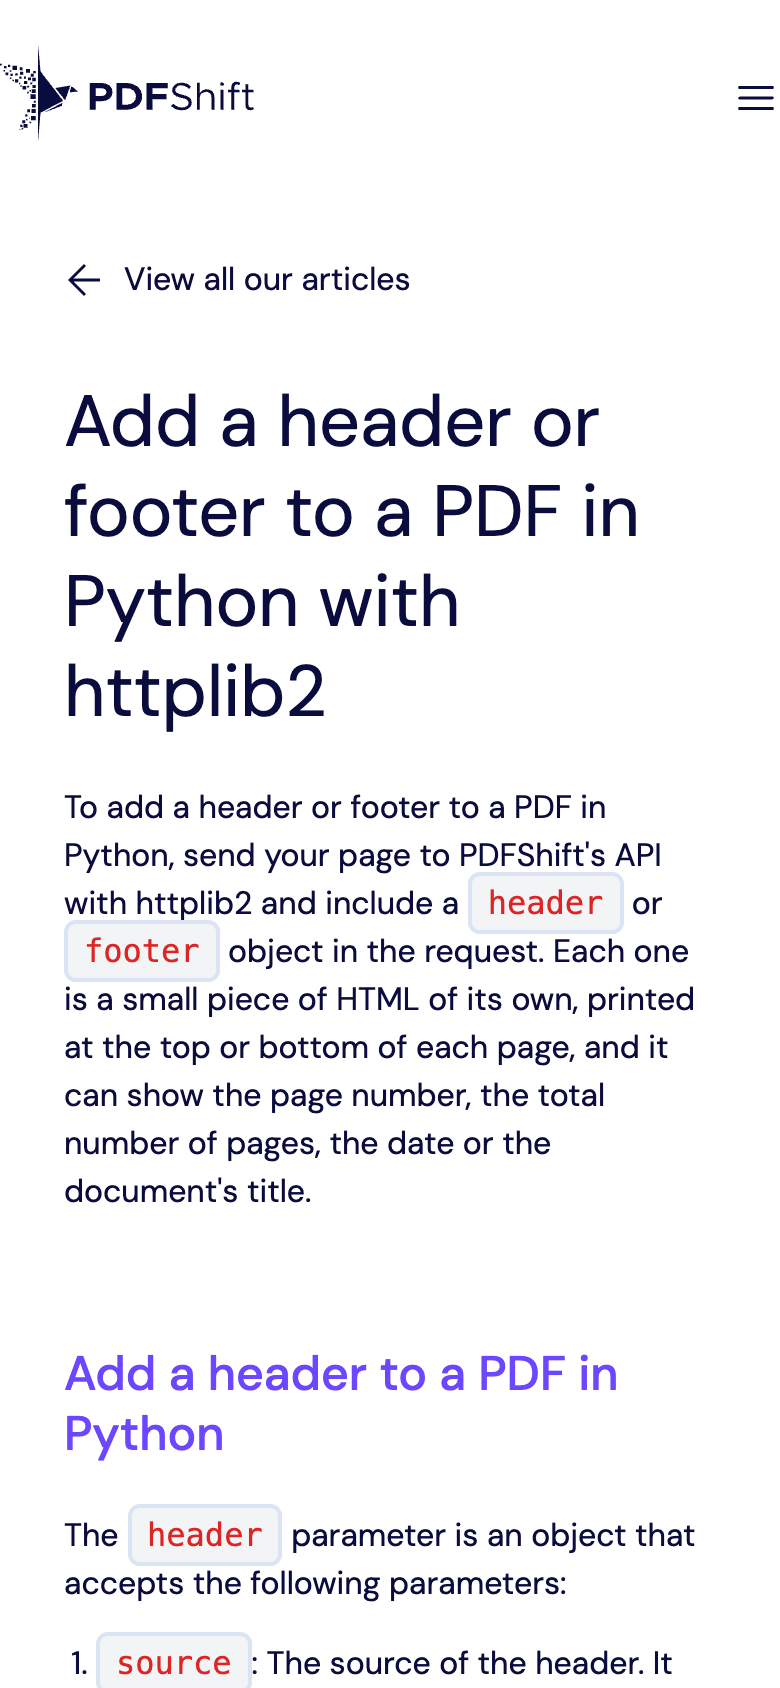 PDFShift
View all our articles
Add a header or
footer to a PDF in
Python with
httplib2
To add a header or footer to a PDF in
Python, send your page to PDFShift's API
with httplib2 and include a header or
footer object in the request. Each one
is a small piece of HTML of its own, printed
at the top or bottom of each page, and it
can show the page number, the total
number of pages, the date or the
document's title.
Add a header to a PDF in
Python
The header parameter is an object that
accepts the following parameters:
1. source: The source of the header. It